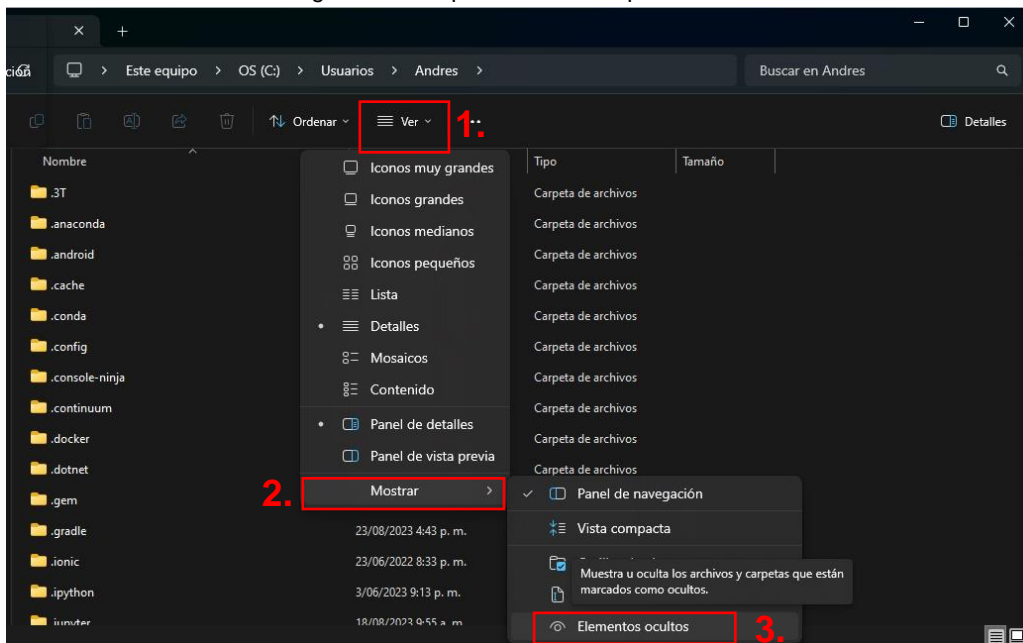 ción
Este equipo > OS (C:) > Usuarios > Andres >
Buscar en Andres
Ordenar
Ver
1.
Detalles
Nombre
Tipo
Tamaño
Iconos muy grandes
Iconos grandes
Iconos medianos
Iconos pequeños
Lista
Detalles
Mosaicos
Contenido
Panel de detalles
Panel de vista previa
2.
Mostrar
.3T
Carpeta de archivos
.anaconda
Carpeta de archivos
.android
Carpeta de archivos
.cache
Carpeta de archivos
.conda
Carpeta de archivos
.config
Carpeta de archivos
.console-ninja
Carpeta de archivos
.continuum
Carpeta de archivos
.docker
Carpeta de archivos
.dotnet
Carpeta de archivos
.gem
.gradle
23/08/2023 4:43 p. m.
.ionic
23/06/2022 8:33 p. m.
.ipython
3/06/2023 9:13 p. m.
.jupyter
18/08/2023 9:55 a. m.
Panel de navegación
Vista compacta
Muestra u oculta los archivos y carpetas que están
marcados como ocultos.
Elementos ocultos
3.